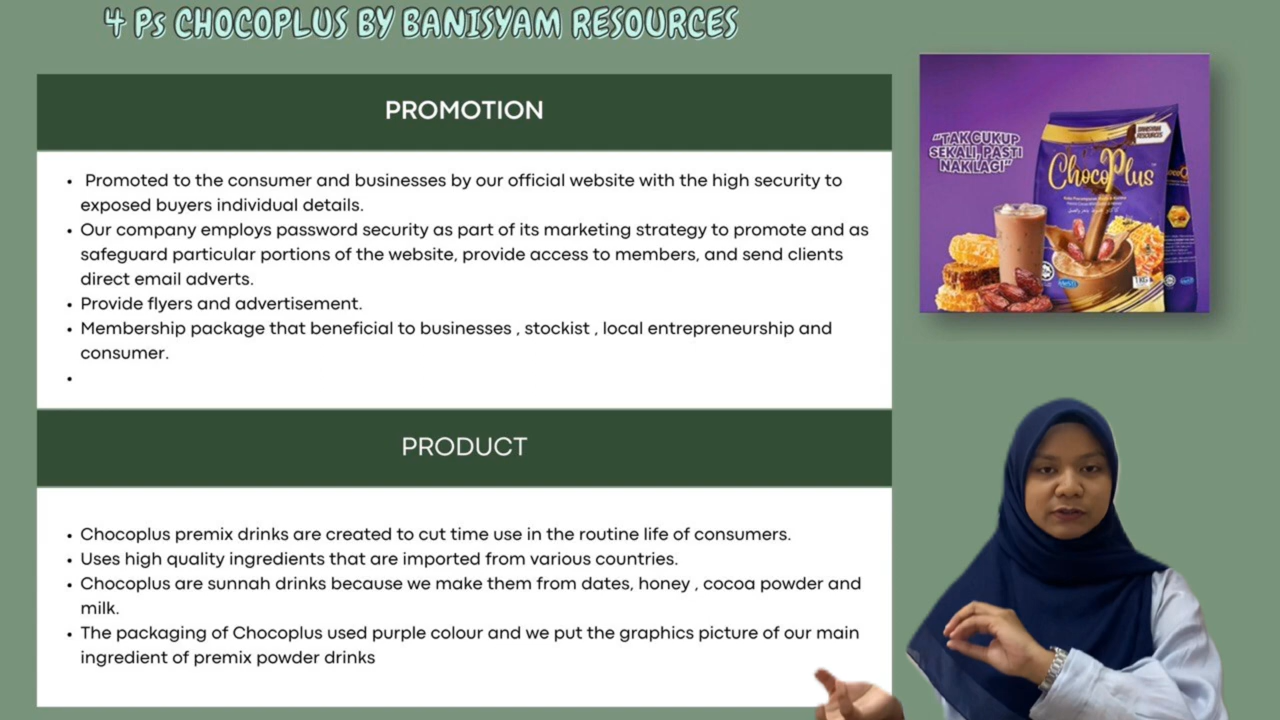 4 Ps CHOCOPLUS BY BANISYAM RESOURCES
PROMOTION
• Promoted to the consumer and businesses by our official website with the high security to
exposed buyers individual details.
• Our company employs password security as part of its marketing strategy to promote and as
safeguard particular portions of the website, provide access to members, and send clients
direct email adverts.
• Provide flyers and advertisement.
• Membership package that beneficial to businesses , stockist , local entrepreneurship and
consumer.
•
PRODUCT
• Chocoplus premix drinks are created to cut time use in the routine life of consumers.
• Uses high quality ingredients that are imported from various countries.
• Chocoplus are sunnah drinks because we make them from dates, honey , cocoa powder and
milk.
• The packaging of Chocoplus used purple colour and we put the graphics picture of our main
ingredient of premix powder drinks
"TAK CUKUP
SEKALI, PASTI
NAK LAGI"
BANISYAM
RESOURCES
ChocoPlus
1 KG